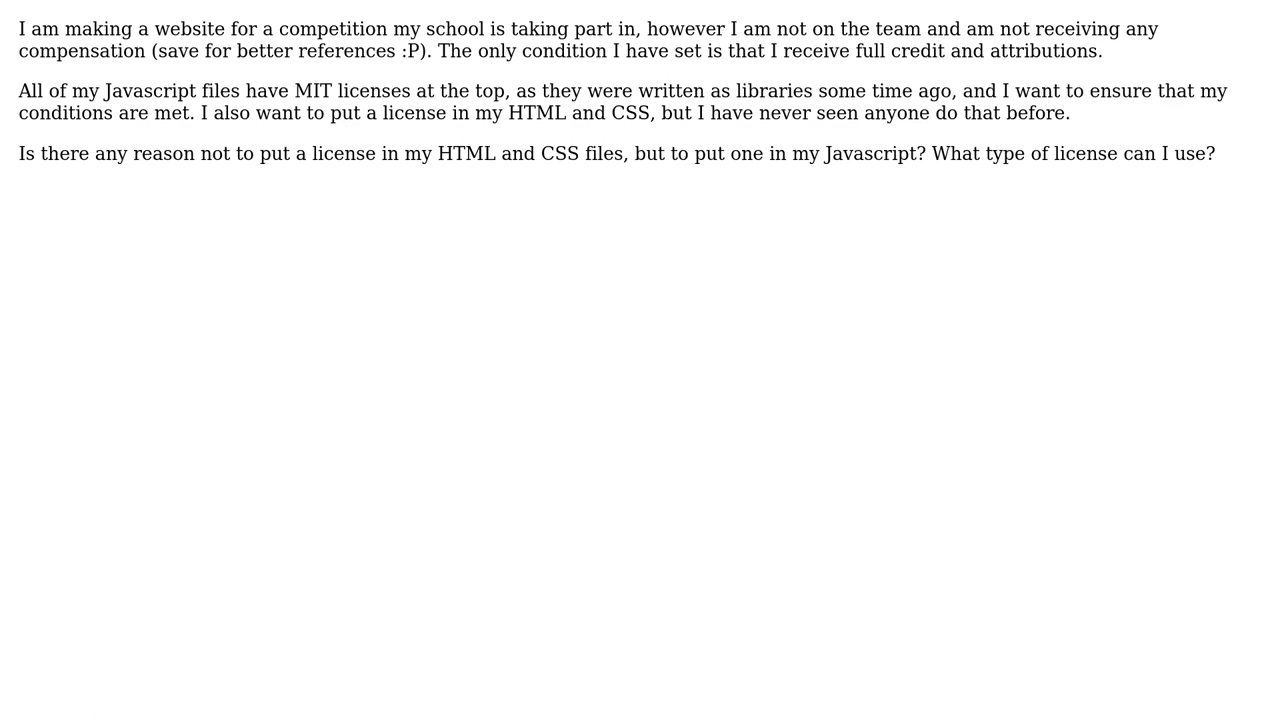 I am making a website for a competition my school is taking part in, however I am not on the team and am not receiving any
compensation (save for better references :P). The only condition I have set is that I receive full credit and attributions.
All of my Javascript files have MIT licenses at the top, as they were written as libraries some time ago, and I want to ensure that my
conditions are met. I also want to put a license in my HTML and CSS, but I have never seen anyone do that before.
Is there any reason not to put a license in my HTML and CSS files, but to put one in my Javascript? What type of license can I use?